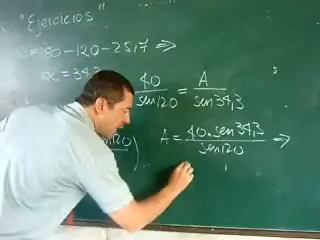 "Ejercicios"
=180-120-25,7 ⇒
α=34,3
40/sen120 = A/sen34,3
A = 40·sen34,3/sen120 ⇒